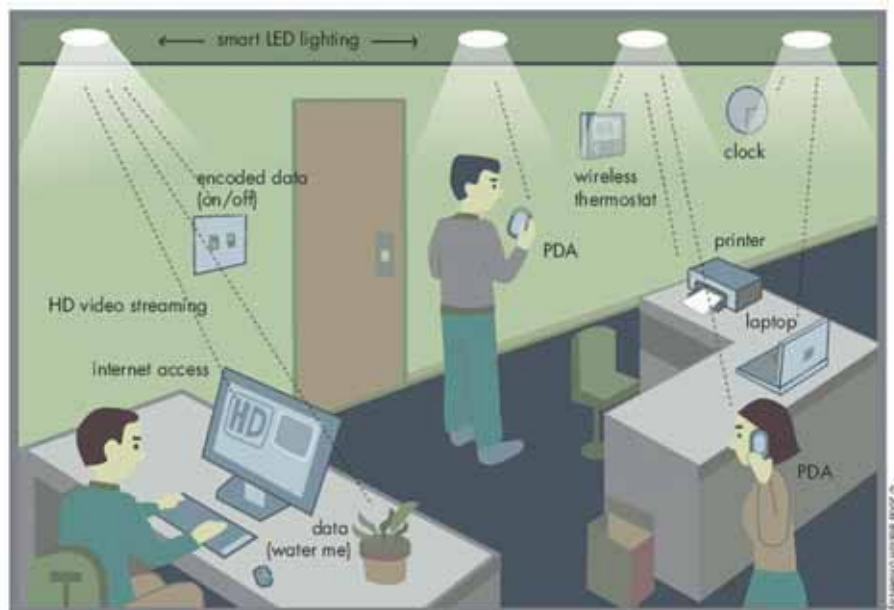 smart LED lighting
encoded data
(on/off)
clock
wireless
thermostat
PDA
printer
HD video streaming
laptop
internet access
HD
PDA
data
(water me)